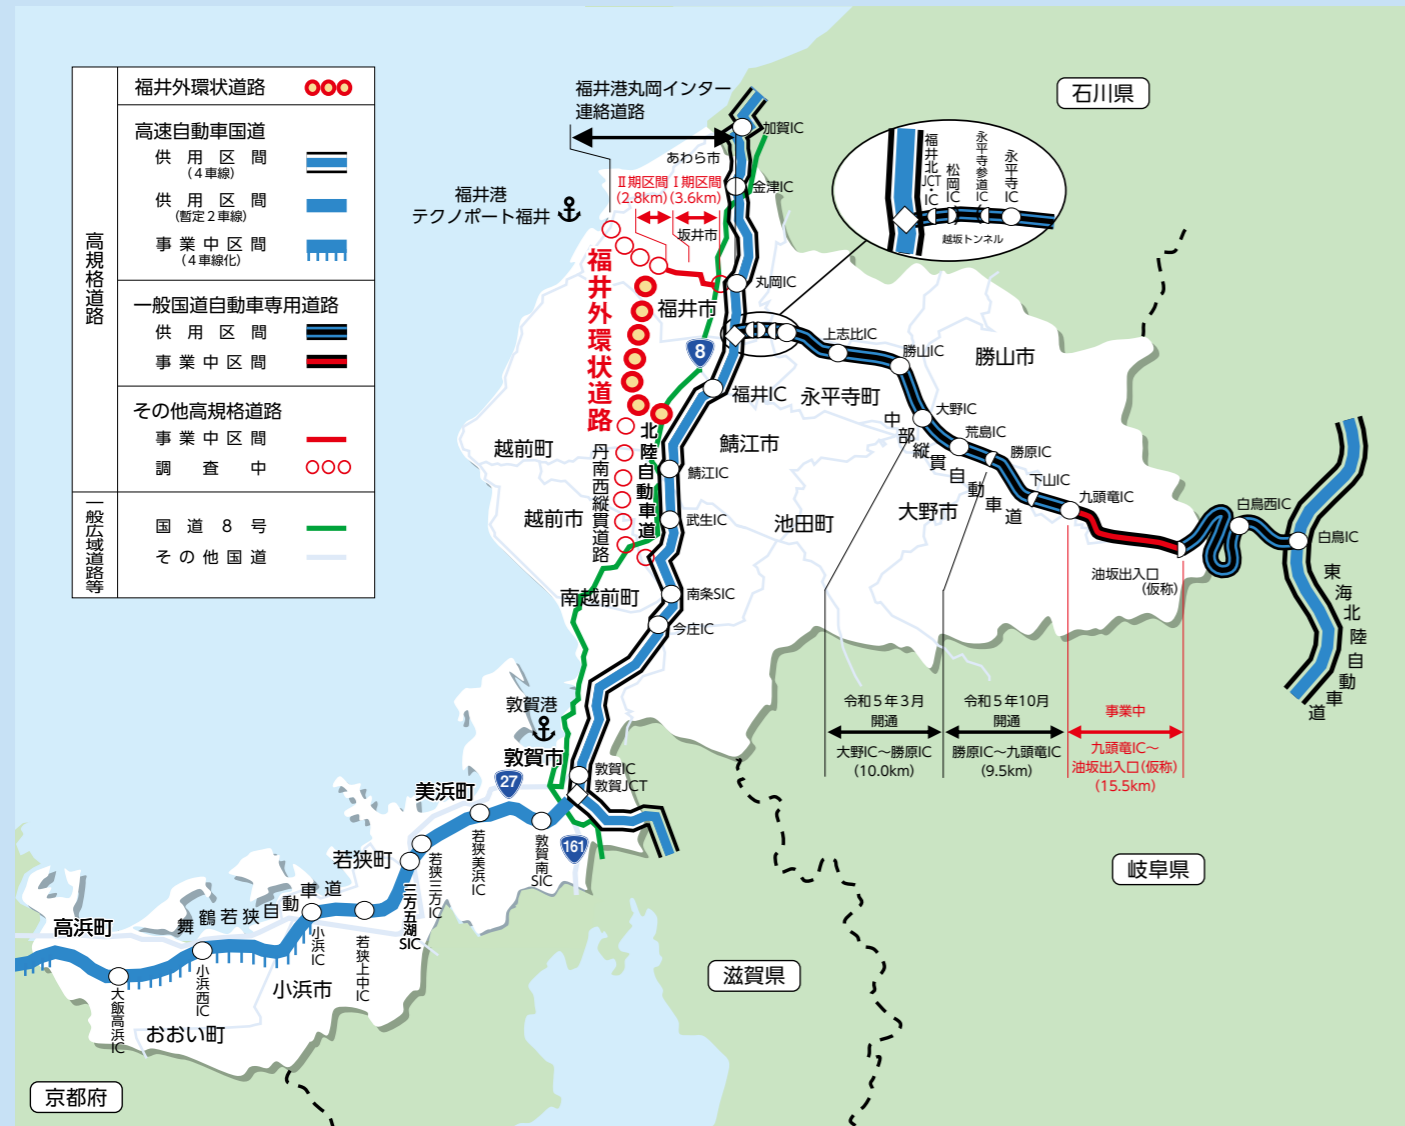 高規格道路
福井外環状道路
高速自動車国道
供用区間
(4車線)
供用区間
(暫定2車線)
事業中区間
(4車線化)
一般国道自動車専用道路
供用区間
事業中区間
その他高規格道路
事業中区間
調査中
一般広域道路等
国道8号
その他国道
福井港丸岡インター
連絡道路
石川県
加賀IC
あわら市
金津IC
Ⅱ期区間
(2.8km)
Ⅰ期区間
(3.6km)
坂井市
福井港
テクノポート福井
福井北JCT・IC
松岡IC
永平寺参道IC
永平寺IC
越坂トンネル
福井外環状道路
福井市
丸岡IC
8
上志比IC
勝山IC
勝山市
福井IC
永平寺町
大野IC
中部縦貫自動車道
荒島IC
勝原IC
下山IC
九頭竜IC
大野市
池田町
鯖江市
越前町
越前市
丹南西縦貫道路
北陸自動車道
鯖江IC
武生IC
南越前町
南条SIC
今庄IC
白鳥西IC
白鳥IC
東海北陸自動車道
油坂出入口
(仮称)
令和5年3月
開通
大野IC～勝原IC
(10.0km)
令和5年10月
開通
勝原IC～九頭竜IC
(9.5km)
事業中
九頭竜IC～
油坂出入口(仮称)
(15.5km)
敦賀港
敦賀市
敦賀IC
敦賀JCT
27
161
美浜町
若狭町
敦賀南SIC
若狭美浜IC
若狭三方IC
三方五湖SIC
舞鶴若狭自動車道
若狭上中IC
小浜IC
小浜市
小浜西IC
高浜町
大飯高浜IC
おおい町
京都府
滋賀県
岐阜県